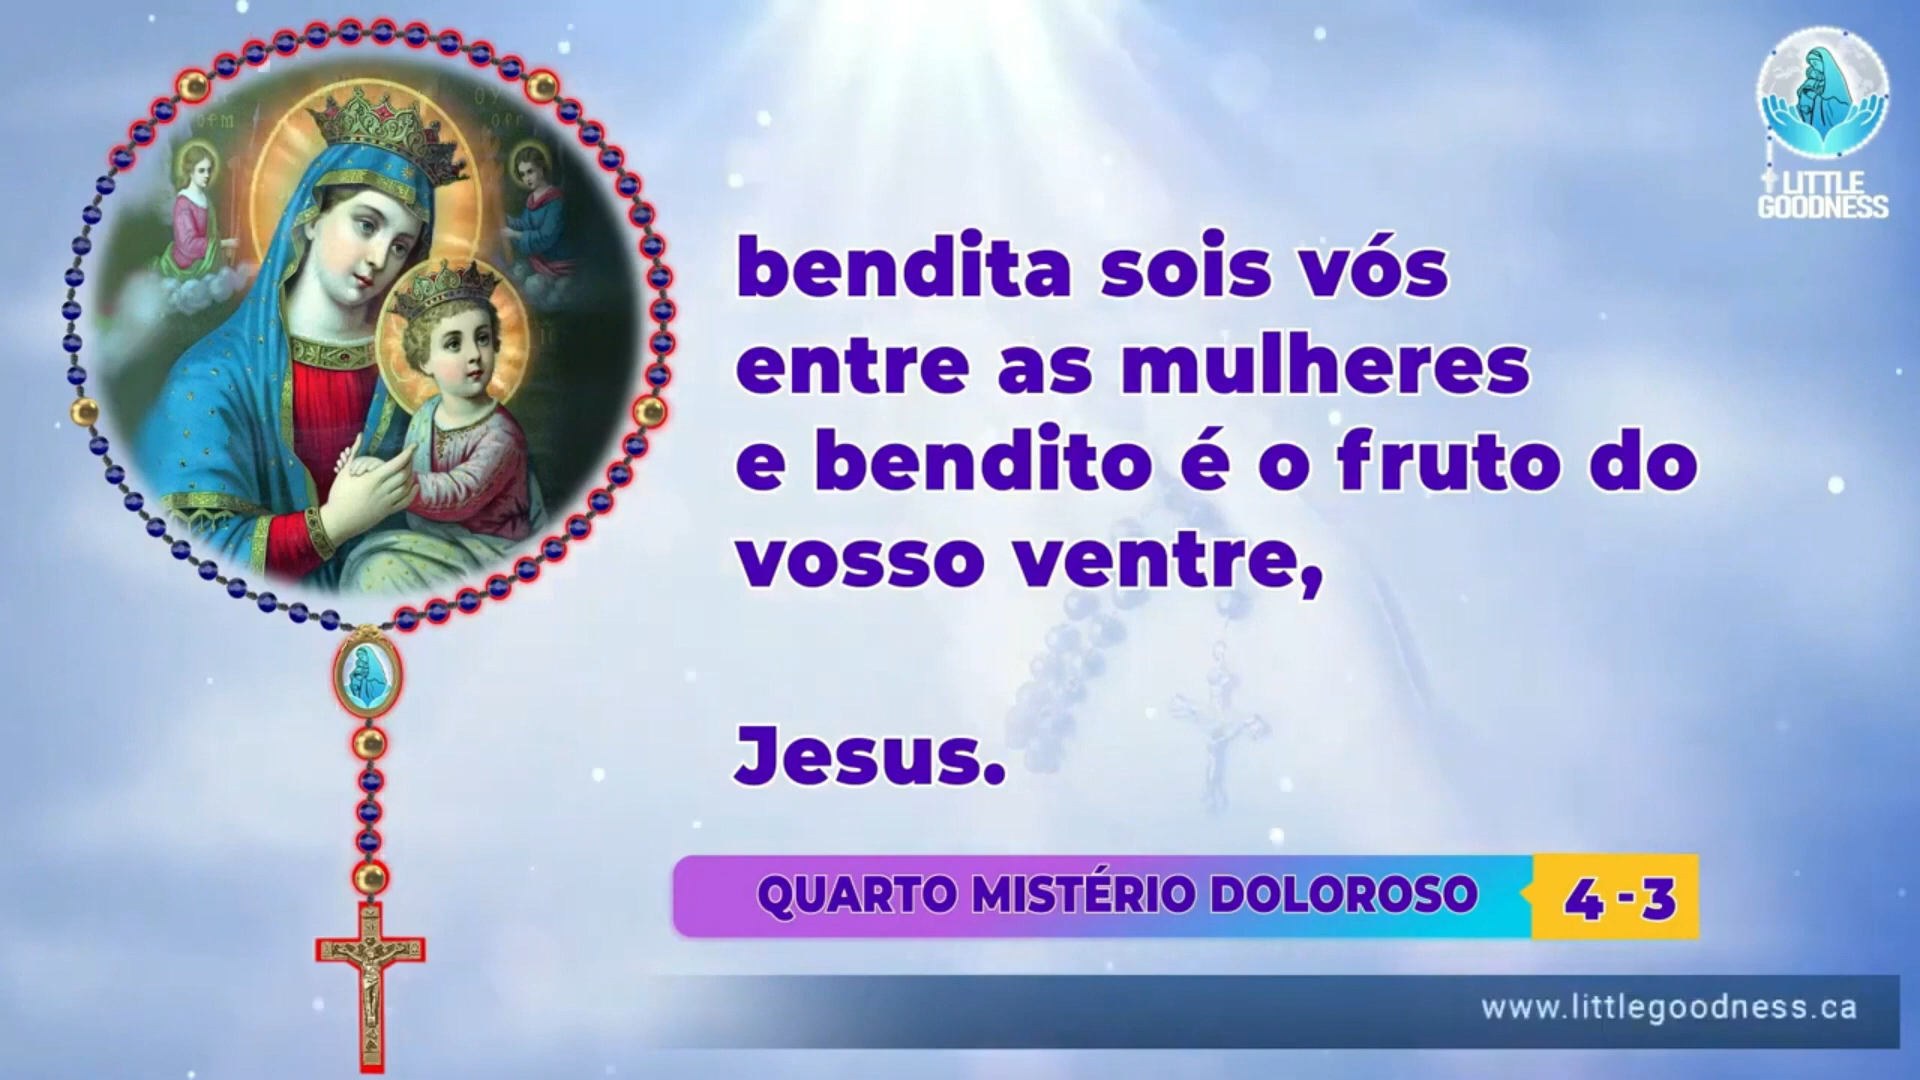 LITTLE
GOODNESS
bendita sois vós
entre as mulheres
e bendito é o fruto do
vosso ventre,
Jesus.
QUARTO MISTÉRIO DOLOROSO 4-3
www.littlegoodness.ca